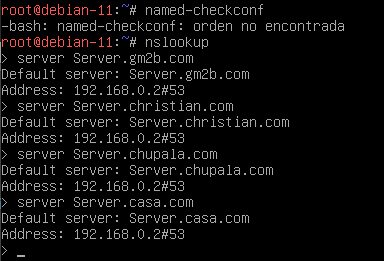 root@debian-11:~# named-checkconf
-bash: named-checkconf: orden no encontrada
root@debian-11:~# nslookup
> server Server.gm2b.com
Default server: Server.gm2b.com
Address: 192.168.0.2#53
> server Server.christian.com
Default server: Server.christian.com
Address: 192.168.0.2#53
> server Server.chupala.com
Default server: Server.chupala.com
Address: 192.168.0.2#53
> server Server.casa.com
Default server: Server.casa.com
Address: 192.168.0.2#53
> _